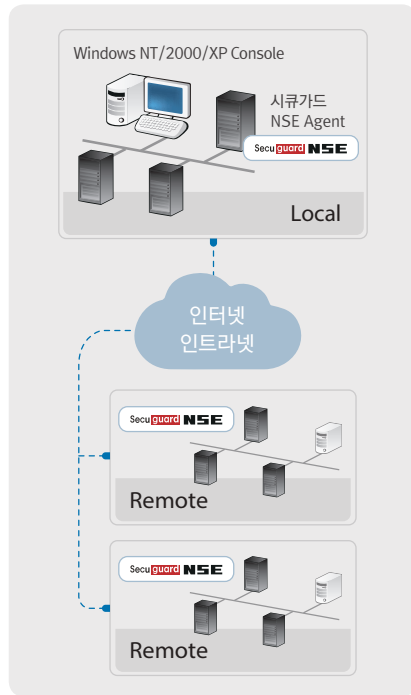 Windows NT/2000/XP Console
시큐가드
NSE Agent
Secuguard NSE
Local
인터넷
인트라넷
Secuguard NSE
Remote
Secuguard NSE
Remote